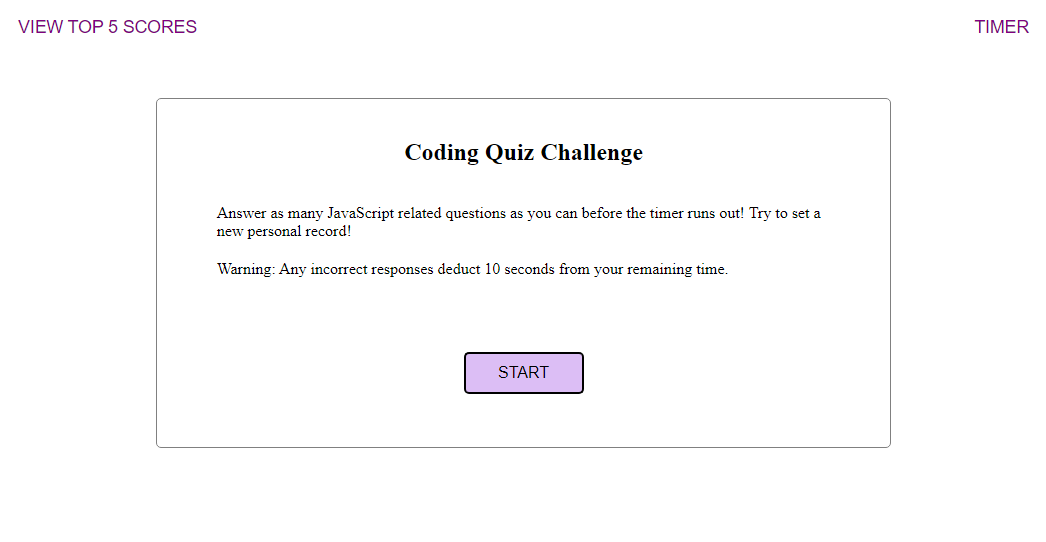 VIEW TOP 5 SCORES
TIMER
Coding Quiz Challenge
Answer as many JavaScript related questions as you can before the timer runs out! Try to set a
new personal record!
Warning: Any incorrect responses deduct 10 seconds from your remaining time.
START